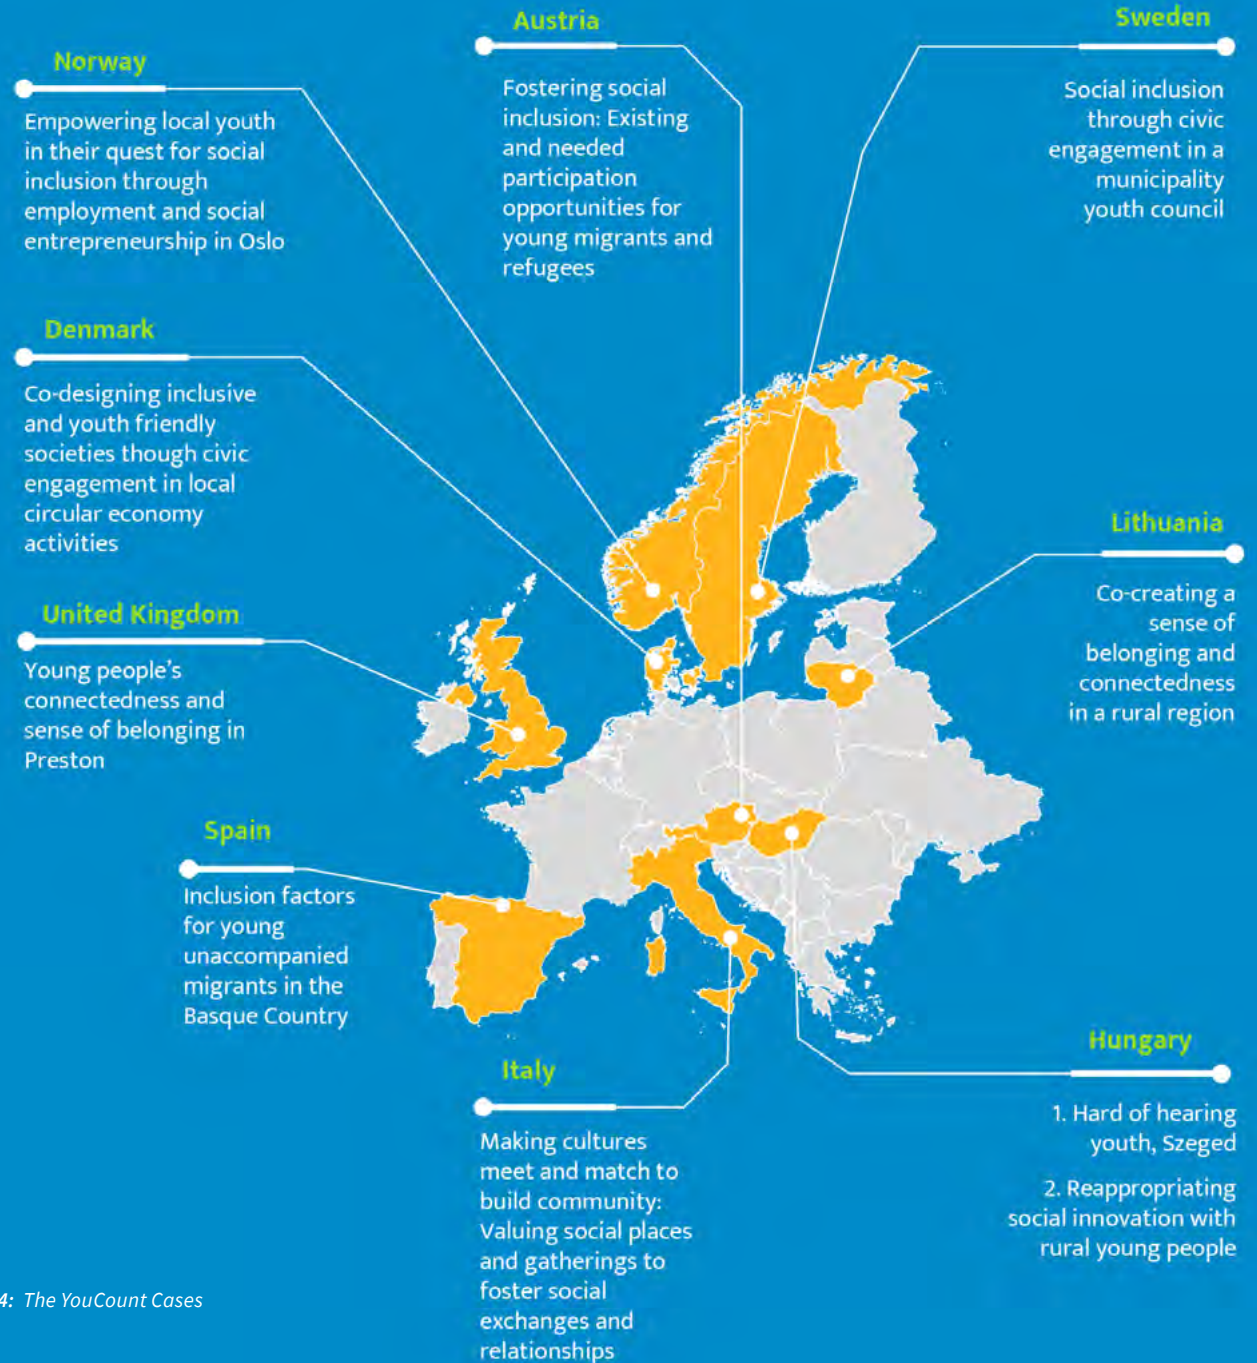 Norway
Empowering local youth
in their quest for social
inclusion through
employment and social
entrepreneurship in Oslo
Austria
Fostering social
inclusion: Existing
and needed
participation
opportunities for
young migrants and
refugees
Sweden
Social inclusion
through civic
engagement in a
municipality
youth council
Denmark
Co-designing inclusive
and youth friendly
societies though civic
engagement in local
circular economy
activities
Lithuania
Co-creating a
sense of
belonging and
connectedness
in a rural region
United Kingdom
Young people's
connectedness and
sense of belonging in
Preston
Spain
Inclusion factors
for young
unaccompanied
migrants in the
Basque Country
Italy
Making cultures
meet and match to
build community:
Valuing social places
and gatherings to
foster social
exchanges and
relationships
Hungary
1. Hard of hearing
youth, Szeged
2. Reappropriating
social innovation with
rural young people
4: The YouCount Cases